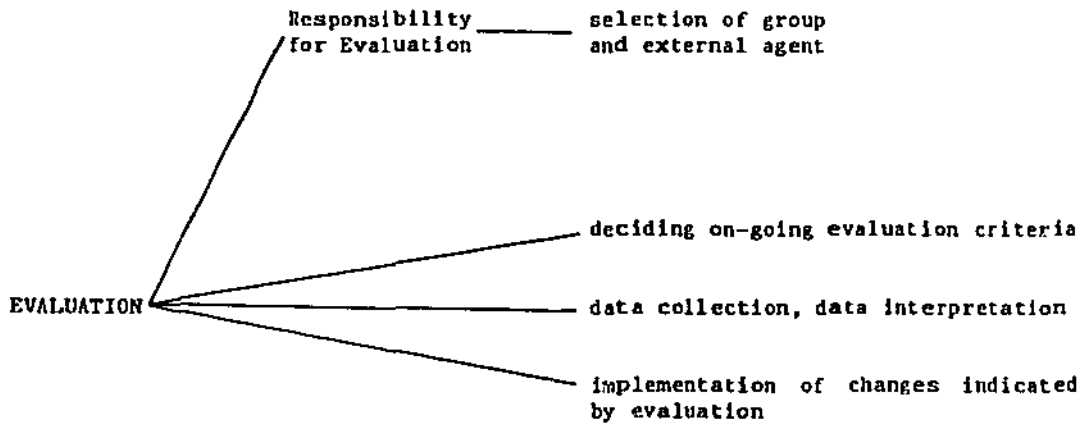 Responsibility
for Evaluation
selection of group
and external agent
deciding on-going evaluation criteria
EVALUATION
data collection, data interpretation
implementation of changes indicated
by evaluation